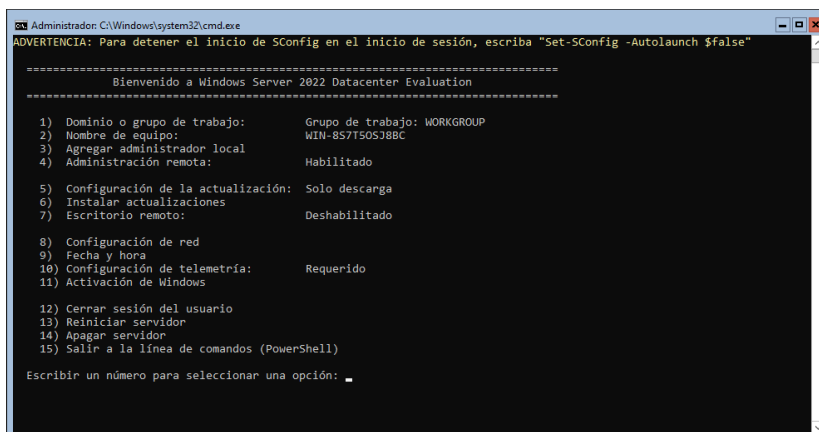 Administrador: C:\Windows\system32\cmd.exe
ADVERTENCIA: Para detener el inicio de SConfig en el inicio de sesión, escriba "Set-SConfig -Autolaunch $false"
================================================================================
Bienvenido a Windows Server 2022 Datacenter Evaluation
================================================================================
1) Dominio o grupo de trabajo: Grupo de trabajo: WORKGROUP
2) Nombre de equipo: WIN-8S7T5OSJ8BC
3) Agregar administrador local
4) Administración remota: Habilitado
5) Configuración de la actualización: Solo descarga
6) Instalar actualizaciones
7) Escritorio remoto: Deshabilitado
8) Configuración de red
9) Fecha y hora
10) Configuración de telemetría: Requerido
11) Activación de Windows
12) Cerrar sesión del usuario
13) Reiniciar servidor
14) Apagar servidor
15) Salir a la línea de comandos (PowerShell)
Escribir un número para seleccionar una opción: